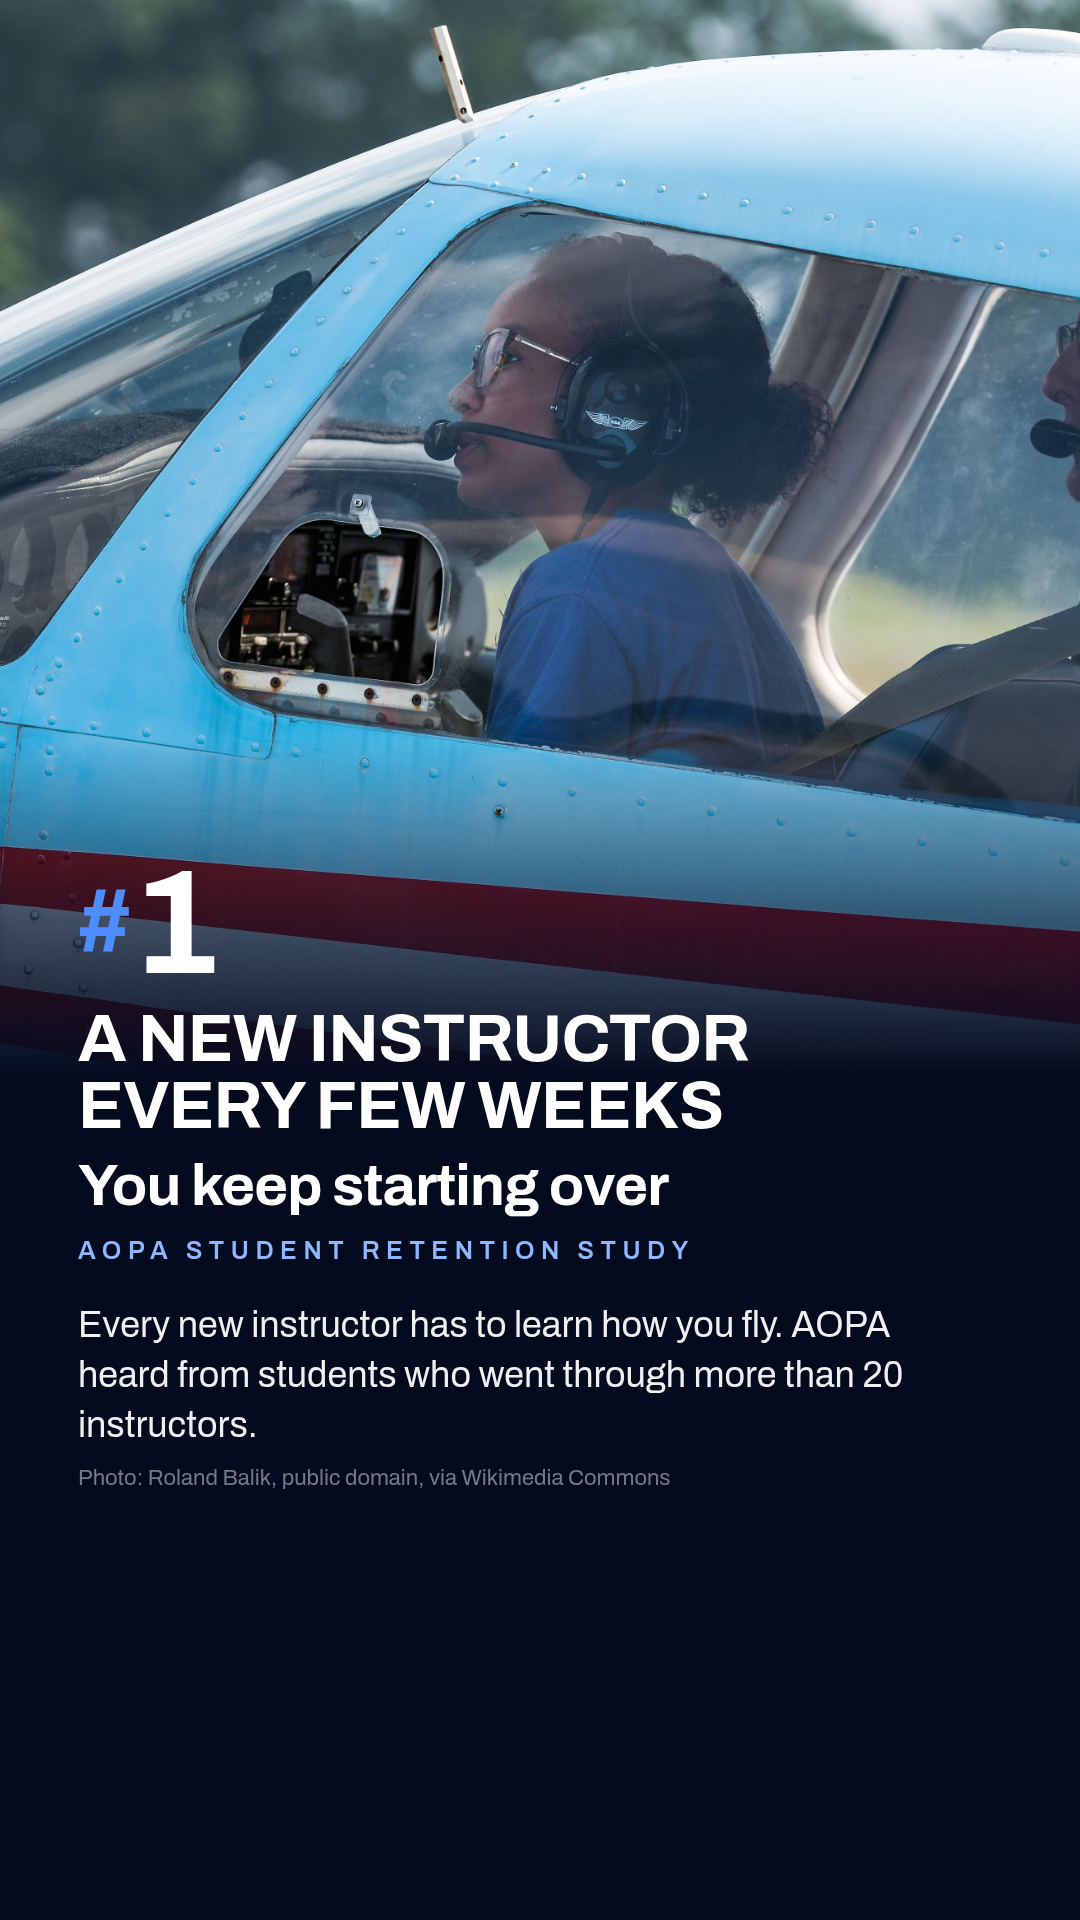 #1
A NEW INSTRUCTOR
EVERY FEW WEEKS
You keep starting over
AOPA STUDENT RETENTION STUDY
Every new instructor has to learn how you fly. AOPA
heard from students who went through more than 20
instructors.
Photo: Roland Balik, public domain, via Wikimedia Commons